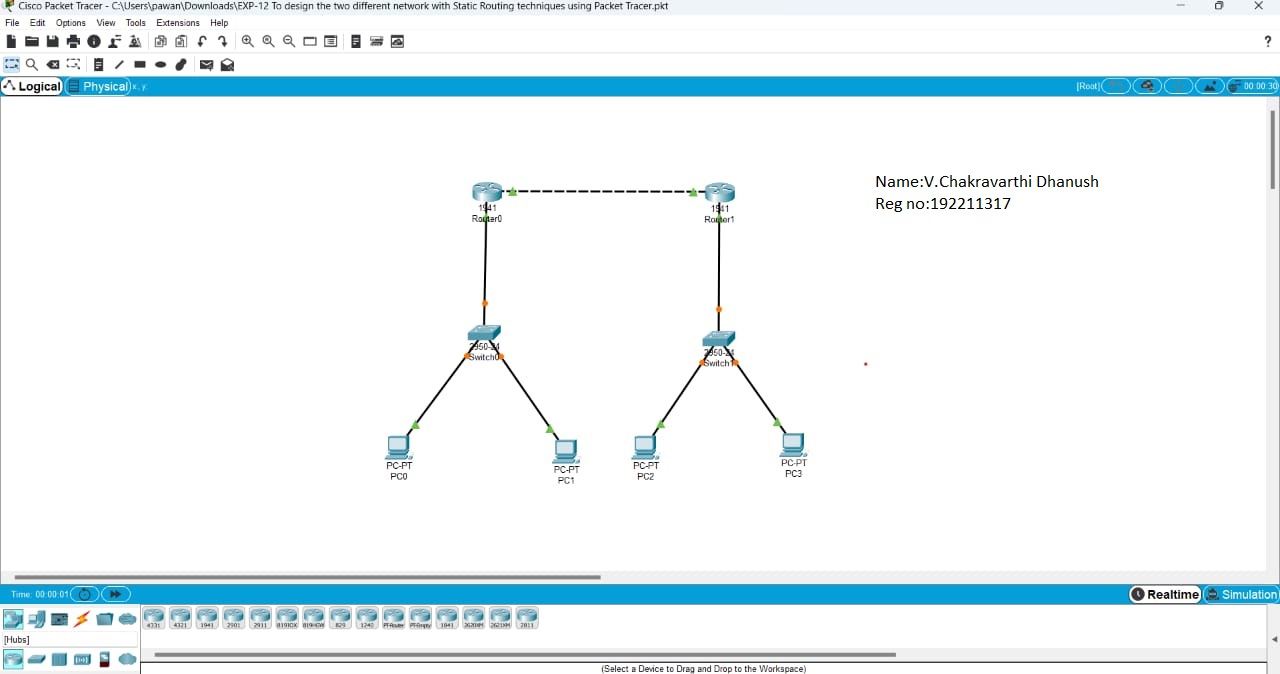 Cisco Packet Tracer - C:\Users\pawan\Downloads\EXP-12 To design the two different network with Static Routing techniques using Packet Tracer.pkt
File Edit Options View Tools Extensions Help
Logical Physical x, y:
[Root] 00:00:30
Name:V.Chakravarthi Dhanush
Reg no:192211317
1941
Router0
1941
Router1
2950-24
Switch0
2950-24
Switch1
PC-PT
PC0
PC-PT
PC1
PC-PT
PC2
PC-PT
PC3
Time: 00:00:01
Realtime Simulation
4331 4321 1941 2901 2911 819IOX 819HGW 829 1240 PT-Router PT-Empty 1841 2620XM 2621XM 2811
[Hubs]
(Select a Device to Drag and Drop to the Workspace)